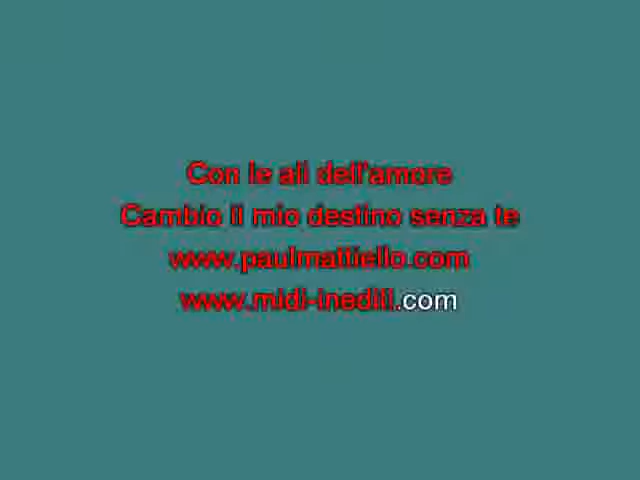 Con le ali dell'amore
Cambio il mio destino senza te
www.paulmattiello.com
www.midi-inediti.com